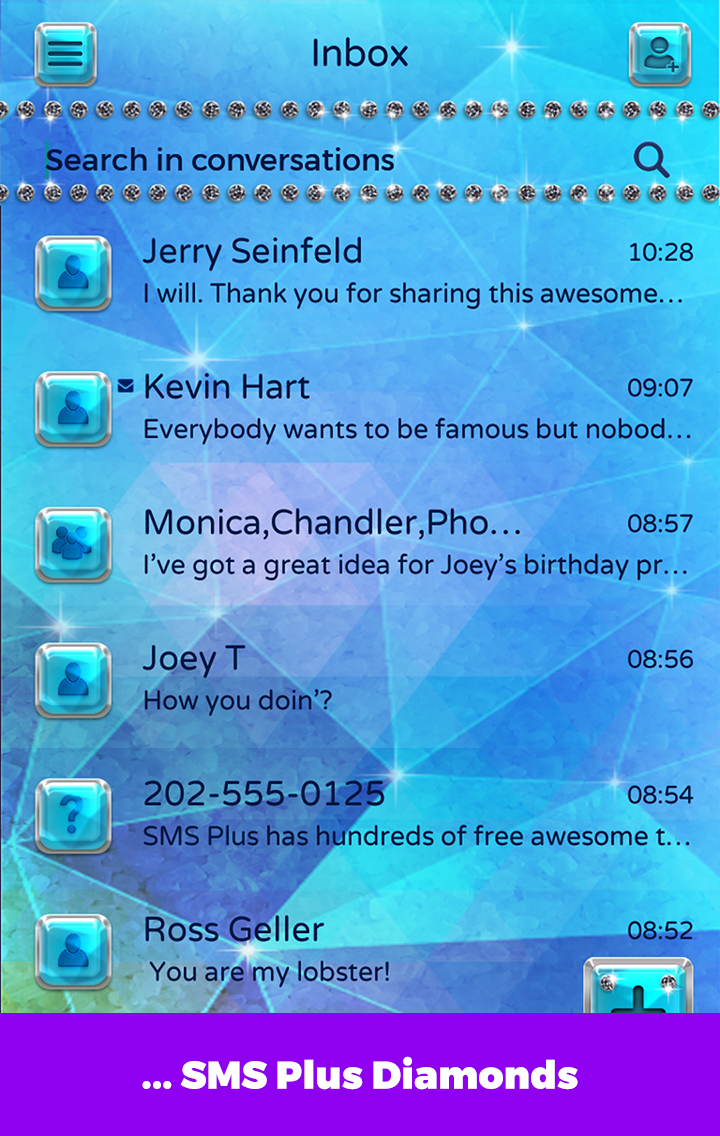 Inbox
Search in conversations
Jerry Seinfeld 10:28
I will. Thank you for sharing this awesome...
Kevin Hart 09:07
Everybody wants to be famous but nobod...
Monica,Chandler,Pho... 08:57
I’ve got a great idea for Joey’s birthday pr...
Joey T 08:56
How you doin’?
202-555-0125 08:54
SMS Plus has hundreds of free awesome t...
Ross Geller 08:52
You are my lobster!
... SMS Plus Diamonds